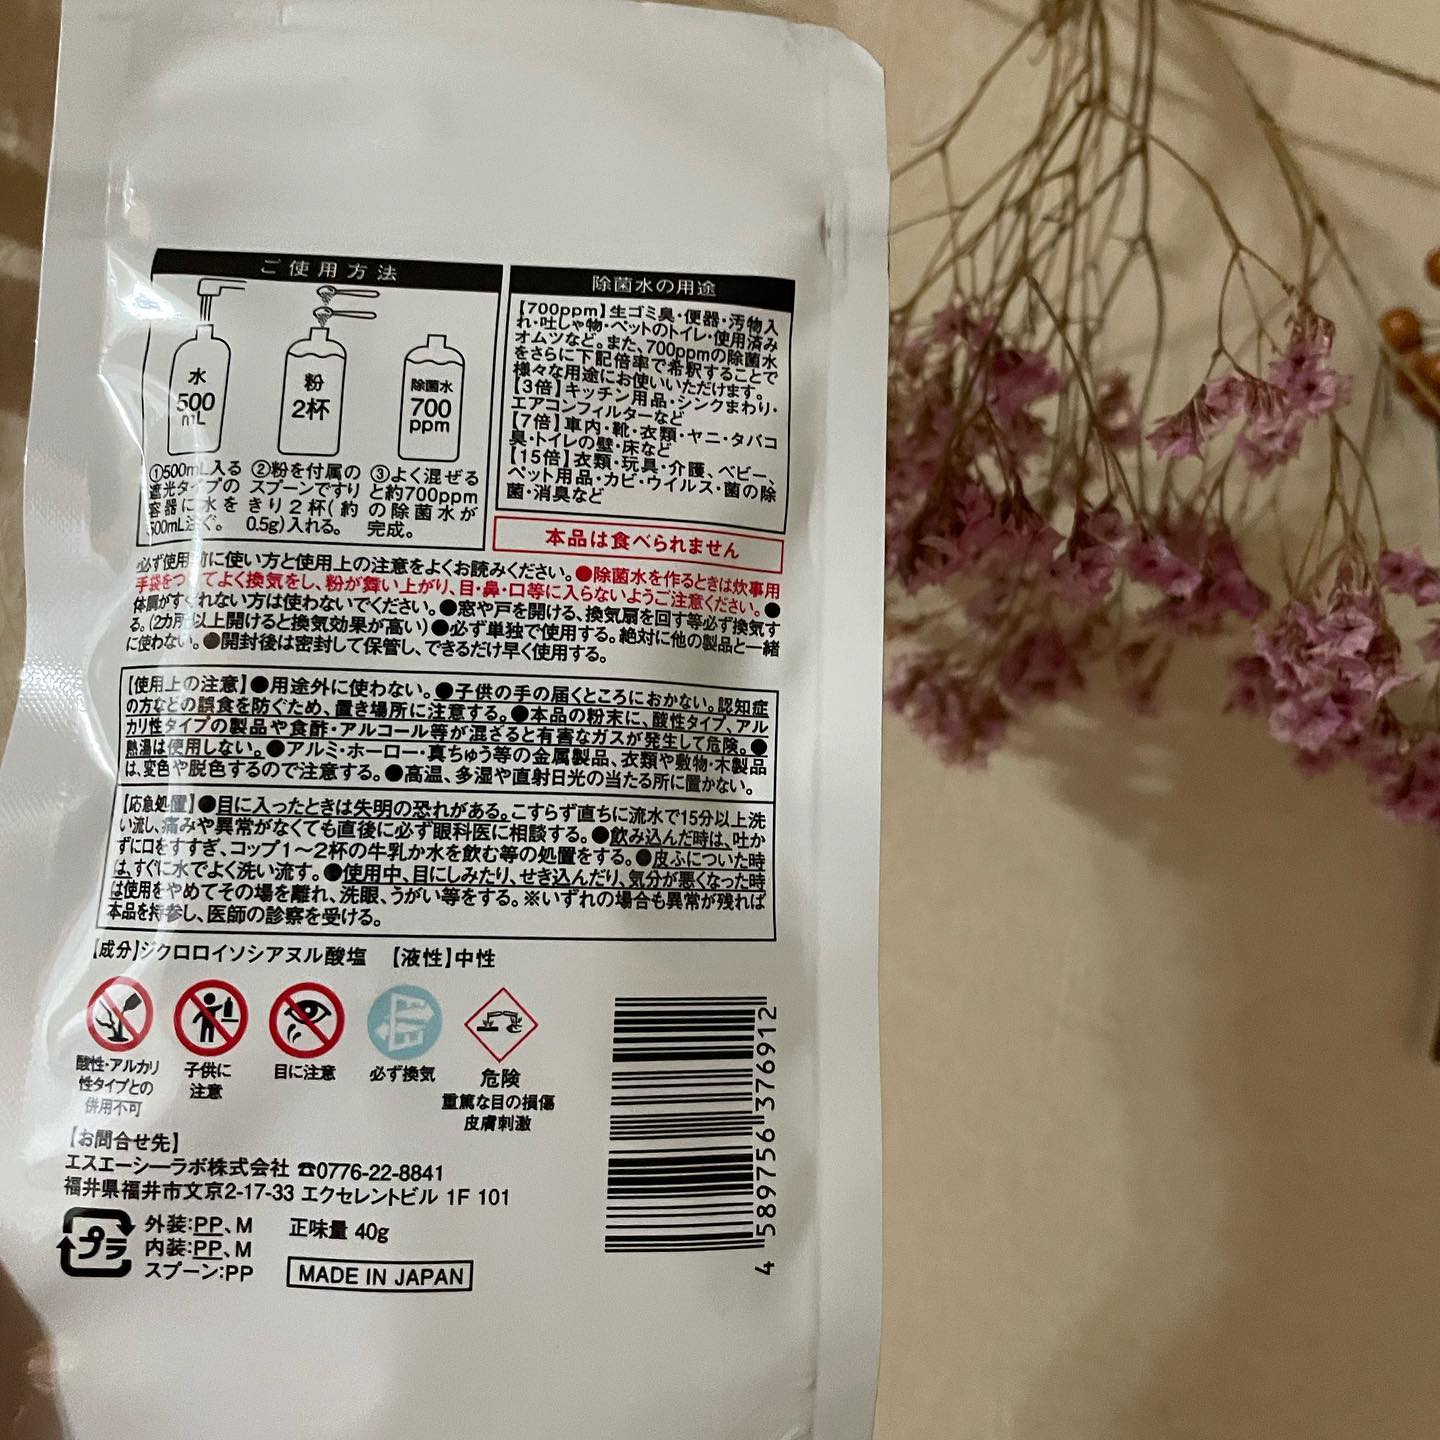 ご使用方法
水
500
mL
粉
2杯
除菌水
700
ppm
①500mL入る
遮光タイプの
容器に水を
500mL注ぐ。
②粉を付属の
スプーンですり
きり2杯(約
0.5g)入れる。
③よく混ぜる
と約700ppm
の除菌水が
完成。
除菌水の用途
【700ppm】生ゴミ臭・便器・汚物入
れ・吐しゃ物・ペットのトイレ・使用済み
オムツなど。また、700ppmの除菌水
をさらに下記倍率で希釈することで
様々な用途にお使いいただけます。
【3倍】キッチン用品・シンクまわり・
エアコンフィルターなど
【7倍】車内・靴・衣類・ヤニ・タバコ
臭・トイレの壁・床など
【15倍】衣類・玩具・介護、ベビー、
ペット用品・カビ・ウイルス・菌の除
菌・消臭など
本品は食べられません
必ず使用前に使い方と使用上の注意をよくお読みください。●除菌水を作るときは炊事用
手袋をつけてよく換気をし、粉が舞い上がり、目・鼻・口等に入らないようご注意ください。●
体調がすぐれない方は使わないでください。●窓や戸を開ける、換気扇を回す等必ず換気す
る。(2カ所以上開けると換気効果が高い)●必ず単独で使用する。絶対に他の製品と一緒
に使わない。●開封後は密封して保管し、できるだけ早く使用する。
【使用上の注意】●用途外に使わない。●子供の手の届くところにおかない。認知症
の方などの誤食を防ぐため、置き場所に注意する。●本品の粉末に、酸性タイプ、アル
カリ性タイプの製品や食酢・アルコール等が混ざると有害なガスが発生して危険。●
熱湯は使用しない。●アルミ・ホーロー・真ちゅう等の金属製品、衣類や敷物・木製品
は、変色や脱色するので注意する。●高温、多湿や直射日光の当たる所に置かない。
【応急処置】●目に入ったときは失明の恐れがある。こすらず直ちに流水で15分以上洗
い流し、痛みや異常がなくても直後に必ず眼科医に相談する。●飲み込んだ時は、吐か
ずに口をすすぎ、コップ1～2杯の牛乳か水を飲む等の処置をする。●皮ふについた時
は、すぐに水でよく洗い流す。●使用中、目にしみたり、せき込んだり、気分が悪くなった時
は使用をやめてその場を離れ、洗眼、うがい等をする。※いずれの場合も異常が残れば
本品を持参し、医師の診察を受ける。
【成分】ジクロロイソシアヌル酸塩 【液性】中性
酸性・アルカリ
性タイプとの
併用不可
子供に
注意
目に注意
必ず換気
危険
重篤な目の損傷
皮膚刺激
【お問合せ先】
エスエーシーラボ株式会社 ☎0776-22-8841
福井県福井市文京2-17-33 エクセレントビル 1F 101
プラ
外装:PP、M
内装:PP、M
スプーン:PP
正味量 40g
MADE IN JAPAN
4 589756 376912